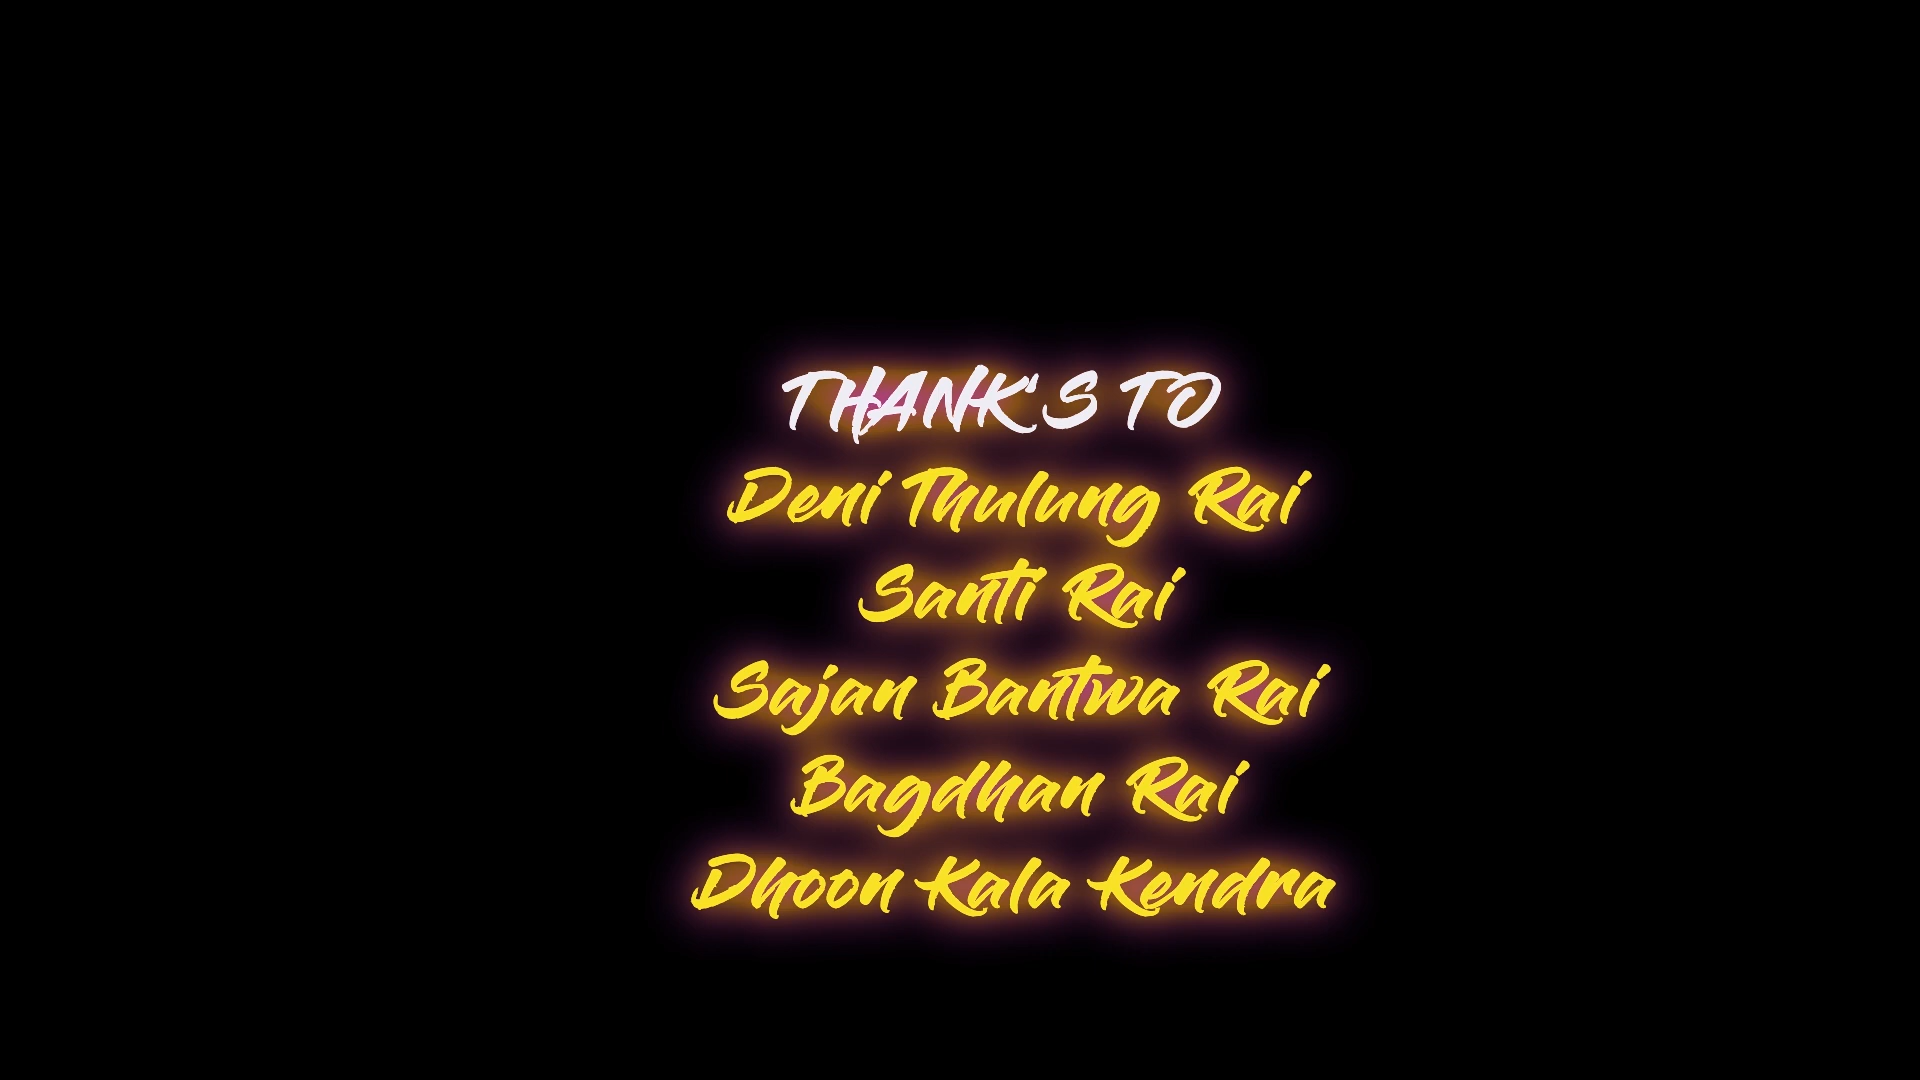 THANK'S TO
Deni Thulung Rai
Santi Rai
Sajan Bantwa Rai
Bagdhan Rai
Dhoon Kala Kendra